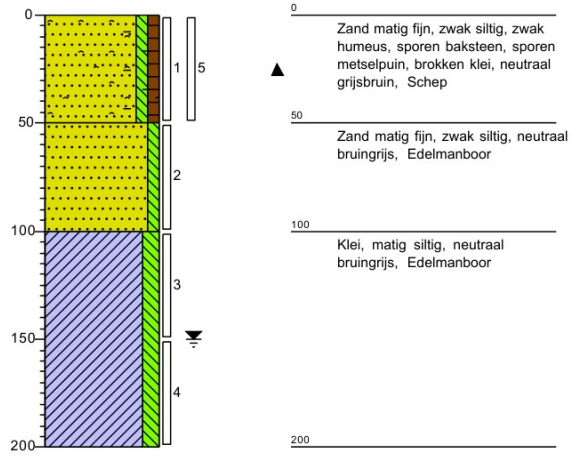 0
50
100
150
200
1
5
2
3
4
0
Zand matig fijn, zwak siltig, zwak
humeus, sporen baksteen, sporen
metselpuin, brokken klei, neutraal
grijsbruin, Schep
50
Zand matig fijn, zwak siltig, neutraal
bruingrijs, Edelmanboor
100
Klei, matig siltig, neutraal
bruingrijs, Edelmanboor
200